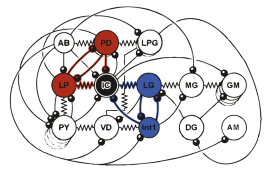 AB PD LPG
LP IC LG MG GM
PY VD Int1 DG AM